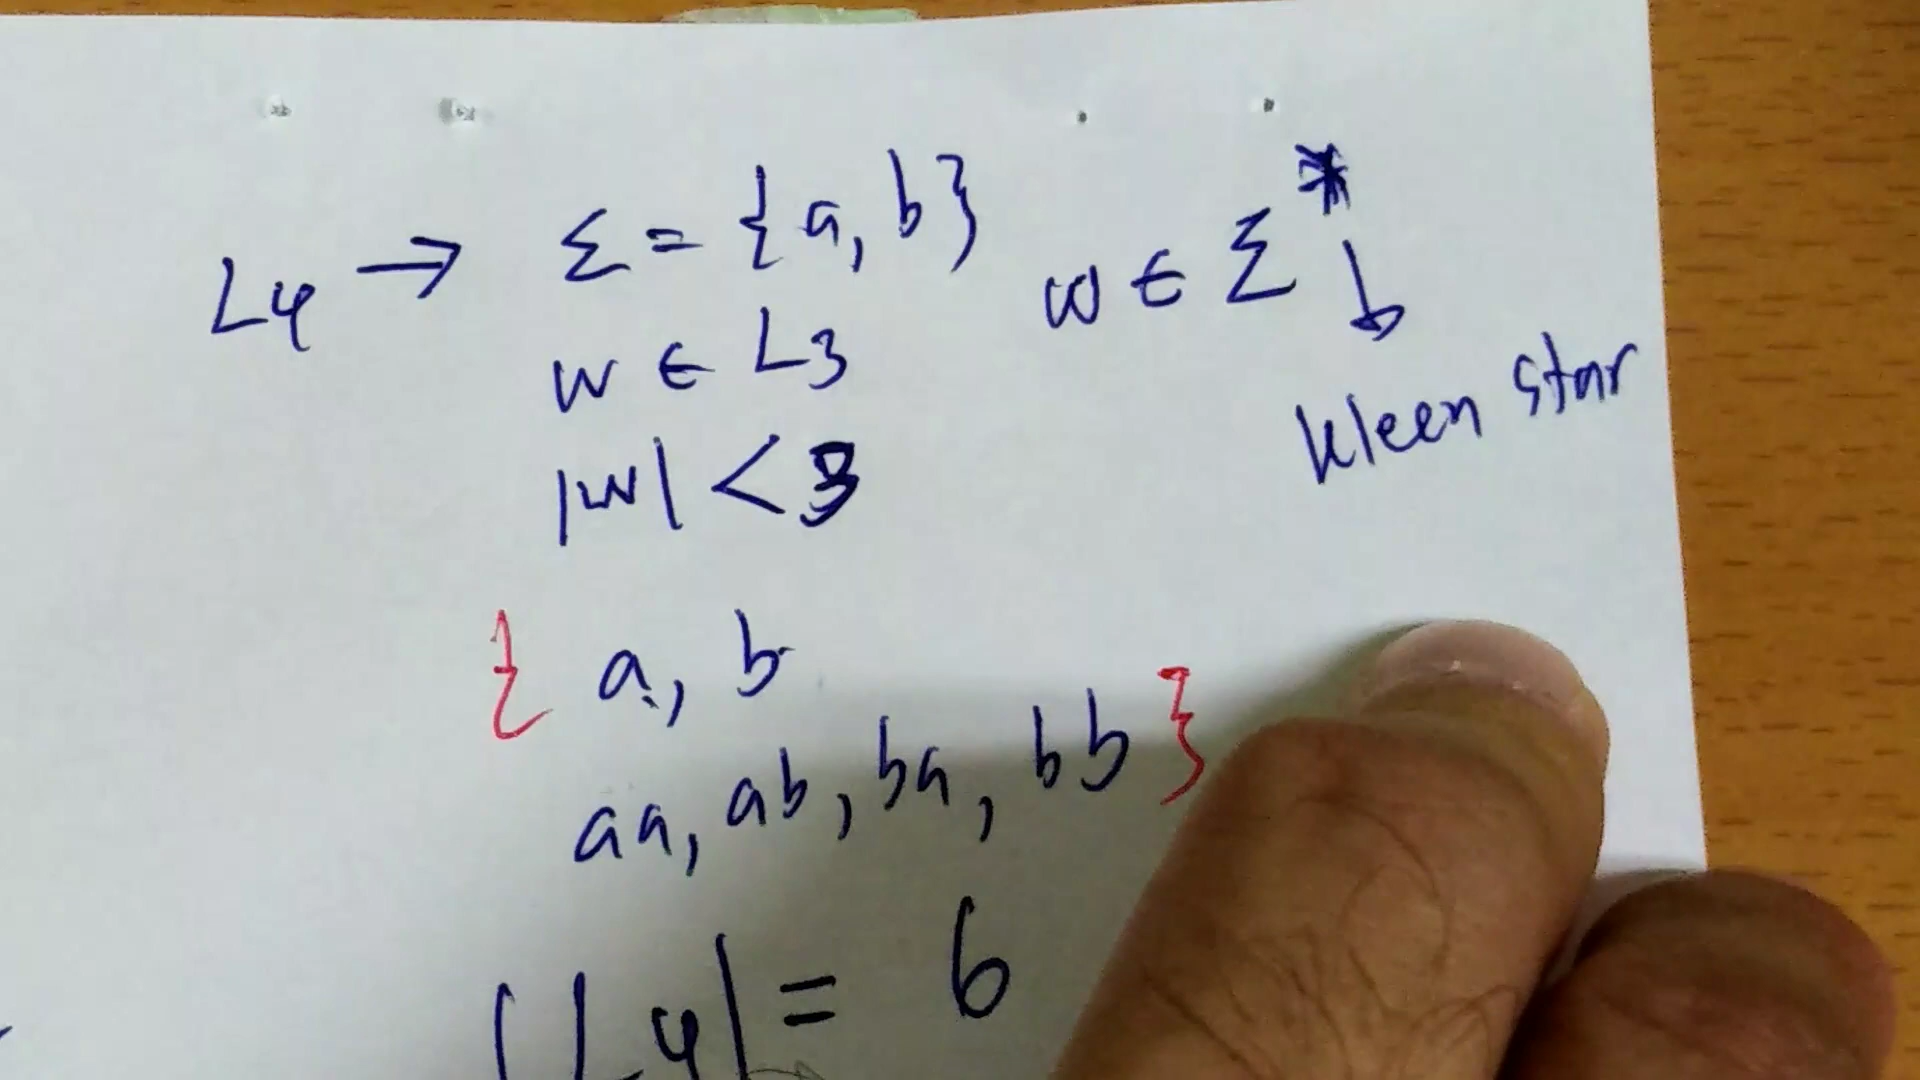 L4 → Σ = {a, b} w ∈ Σ*
w ∈ L3
kleen star
|w| < 3
{ a, b
aa, ab, ba, bb }
|L4| = 6